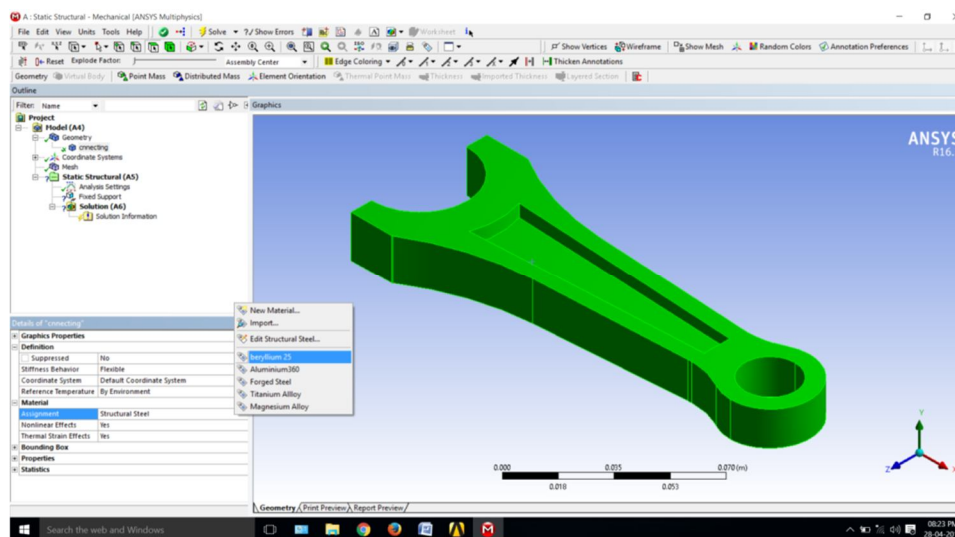 A : Static Structural - Mechanical [ANSYS Multiphysics]
File Edit View Units Tools Help Solve ?/ Show Errors Worksheet
Show Vertices Wireframe Show Mesh Random Colors Annotation Preferences
Reset Explode Factor: Assembly Center Edge Coloring Thicken Annotations
Geometry Virtual Body Point Mass Distributed Mass Element Orientation Thermal Point Mass Thickness Imported Thickness Layered Section
Outline
Filter: Name
Project
Model (A4)
Geometry
cnnecting
Coordinate Systems
Mesh
Static Structural (A5)
Analysis Settings
Fixed Support
Solution (A6)
Solution Information
Graphics
ANSYS
R16.
Details of "cnnecting"
Graphics Properties
Definition
Suppressed No
Stiffness Behavior Flexible
Coordinate System Default Coordinate System
Reference Temperature By Environment
Material
Assignment Structural Steel
Nonlinear Effects Yes
Thermal Strain Effects Yes
Bounding Box
Properties
Statistics
New Material...
Import...
Edit Structural Steel...
beryllium 25
Aluminium360
Forged Steel
Titanium Allloy
Magnesium Alloy
0.000 0.035 0.070 (m)
0.018 0.053
Y
Z X
Geometry Print Preview Report Preview
Search the web and Windows
08:23 PM
28-04-20